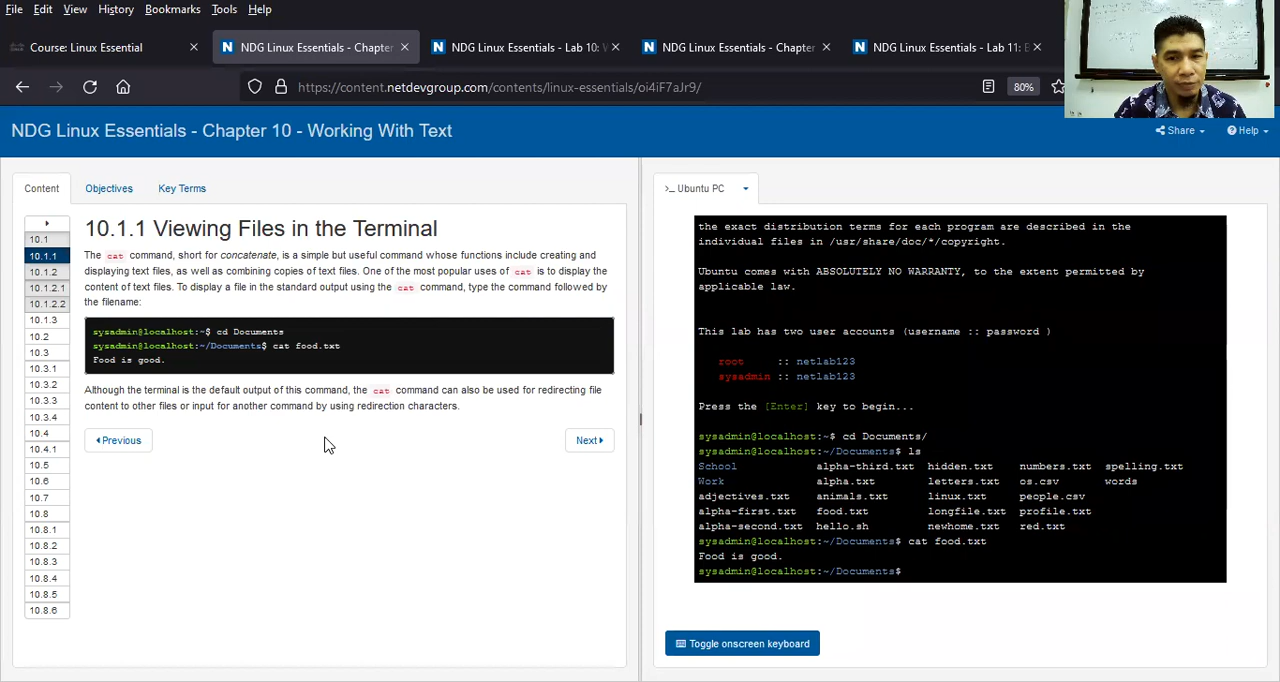 File Edit View History Bookmarks Tools Help
Course: Linux Essential
NDG Linux Essentials - Chapter
NDG Linux Essentials - Lab 10:
NDG Linux Essentials - Chapter
NDG Linux Essentials - Lab 11:
https://content.netdevgroup.com/contents/linux-essentials/oi4iF7aJr9/
80%
NDG Linux Essentials - Chapter 10 - Working With Text
Share
Help
Content Objectives Key Terms
10.1
10.1.1
10.1.2
10.1.2.1
10.1.2.2
10.1.3
10.2
10.3
10.3.1
10.3.2
10.3.3
10.3.4
10.4
10.4.1
10.5
10.6
10.7
10.8
10.8.1
10.8.2
10.8.3
10.8.4
10.8.5
10.8.6
10.1.1 Viewing Files in the Terminal
The cat command, short for concatenate, is a simple but useful command whose functions include creating and
displaying text files, as well as combining copies of text files. One of the most popular uses of cat is to display the
content of text files. To display a file in the standard output using the cat command, type the command followed by
the filename:
sysadmin@localhost:~$ cd Documents
sysadmin@localhost:~/Documents$ cat food.txt
Food is good.
Although the terminal is the default output of this command, the cat command can also be used for redirecting file
content to other files or input for another command by using redirection characters.
Previous
Next
>_ Ubuntu PC
the exact distribution terms for each program are described in the
individual files in /usr/share/doc/*/copyright.
Ubuntu comes with ABSOLUTELY NO WARRANTY, to the extent permitted by
applicable law.
This lab has two user accounts (username :: password )
root :: netlab123
sysadmin :: netlab123
Press the [Enter] key to begin...
sysadmin@localhost:~$ cd Documents/
sysadmin@localhost:~/Documents$ ls
School alpha-third.txt hidden.txt numbers.txt spelling.txt
Work alpha.txt letters.txt os.csv words
adjectives.txt animals.txt linux.txt people.csv
alpha-first.txt food.txt longfile.txt profile.txt
alpha-second.txt hello.sh newhome.txt red.txt
sysadmin@localhost:~/Documents$ cat food.txt
Food is good.
sysadmin@localhost:~/Documents$
Toggle onscreen keyboard